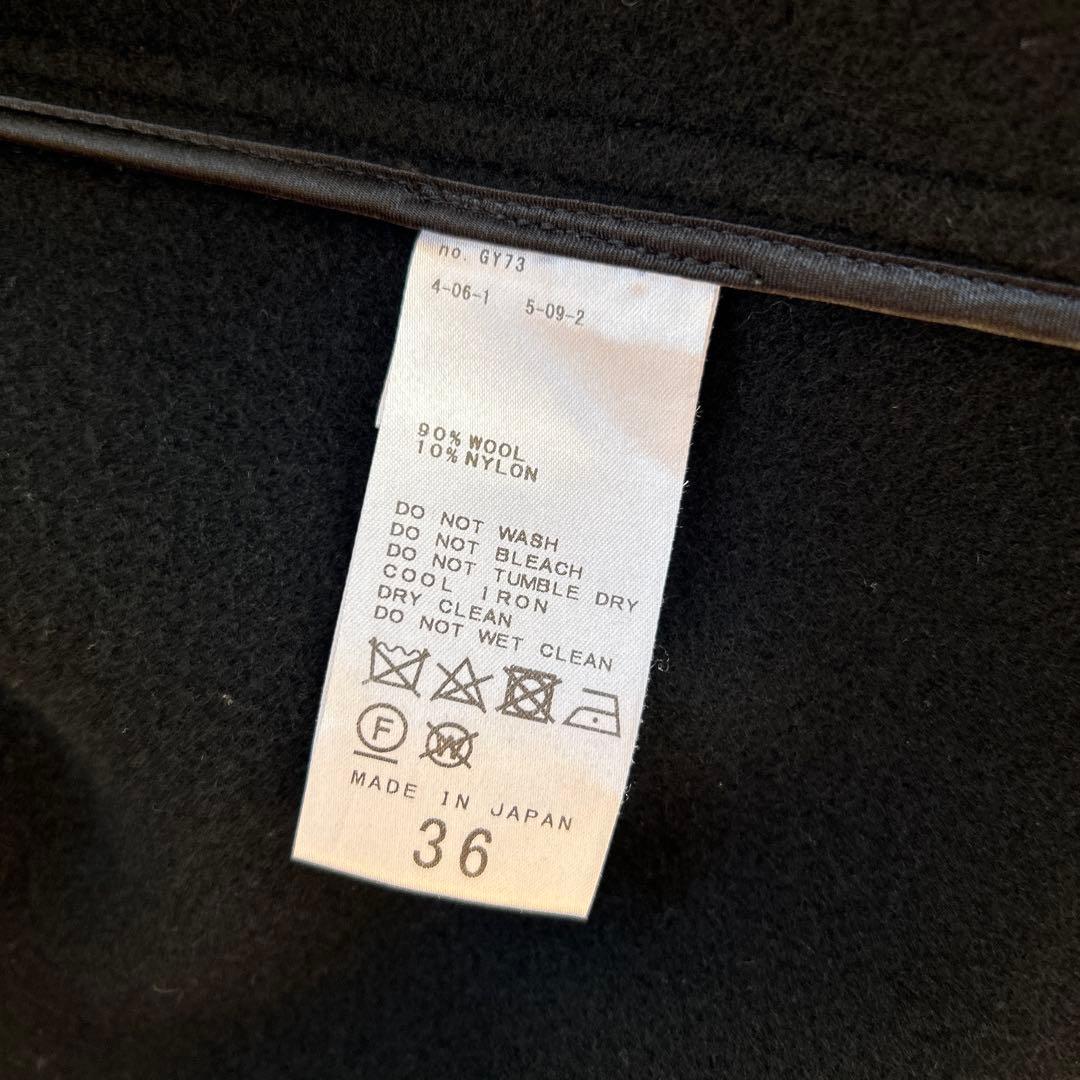 no. GY73
4-06-1 5-09-2
90% WOOL
10% NYLON
DO NOT WASH
DO NOT BLEACH
DO NOT TUMBLE DRY
COOL IRON
DRY CLEAN
DO NOT WET CLEAN
F W
MADE IN JAPAN
36